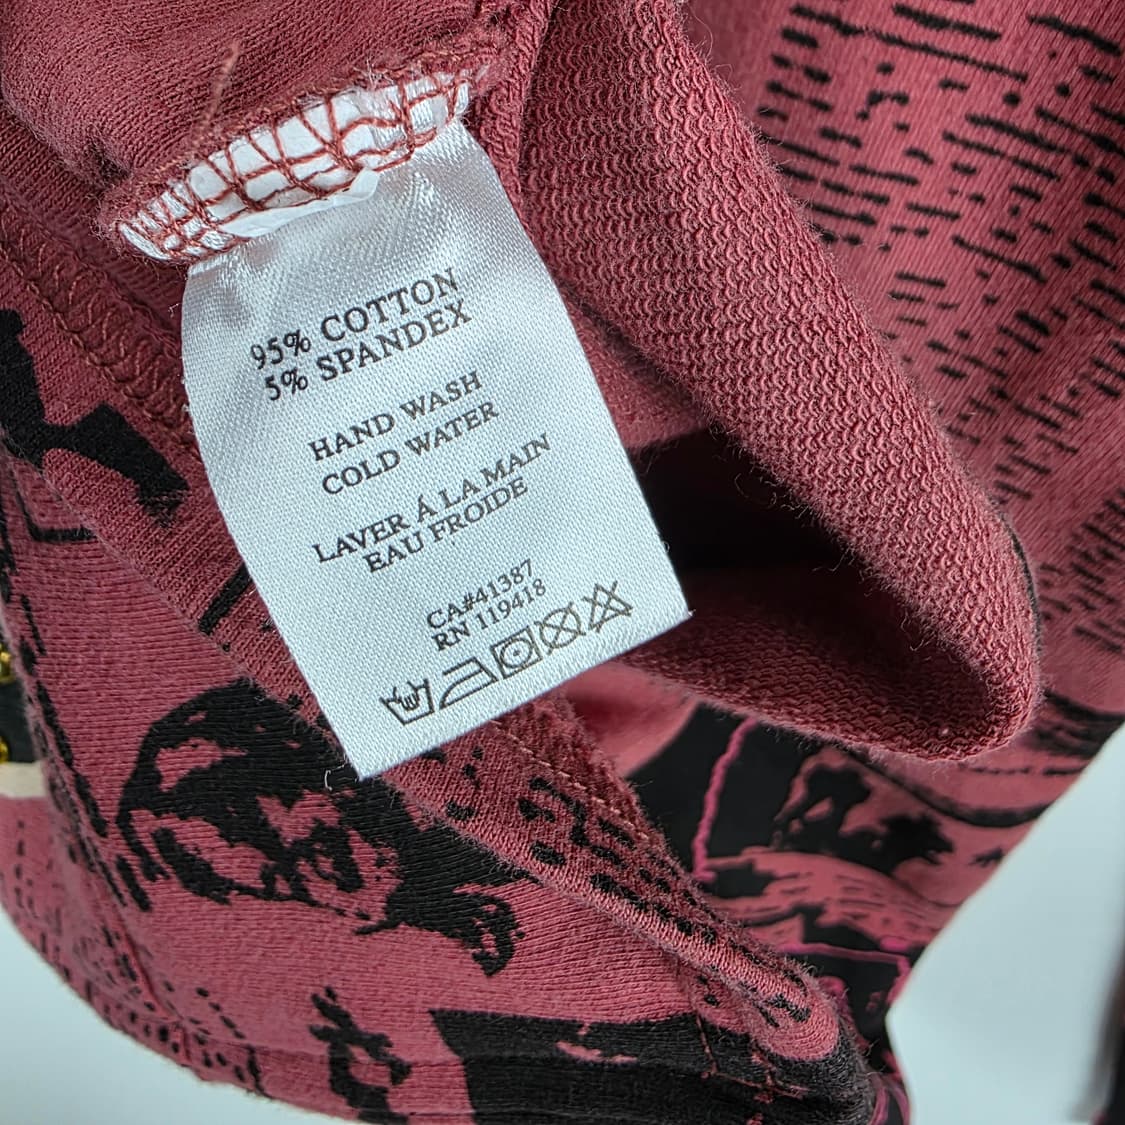 95% COTTON
5% SPANDEX
HAND WASH
COLD WATER
LAVER Á LA MAIN
EAU FROIDE
CA#41387
RN 119418